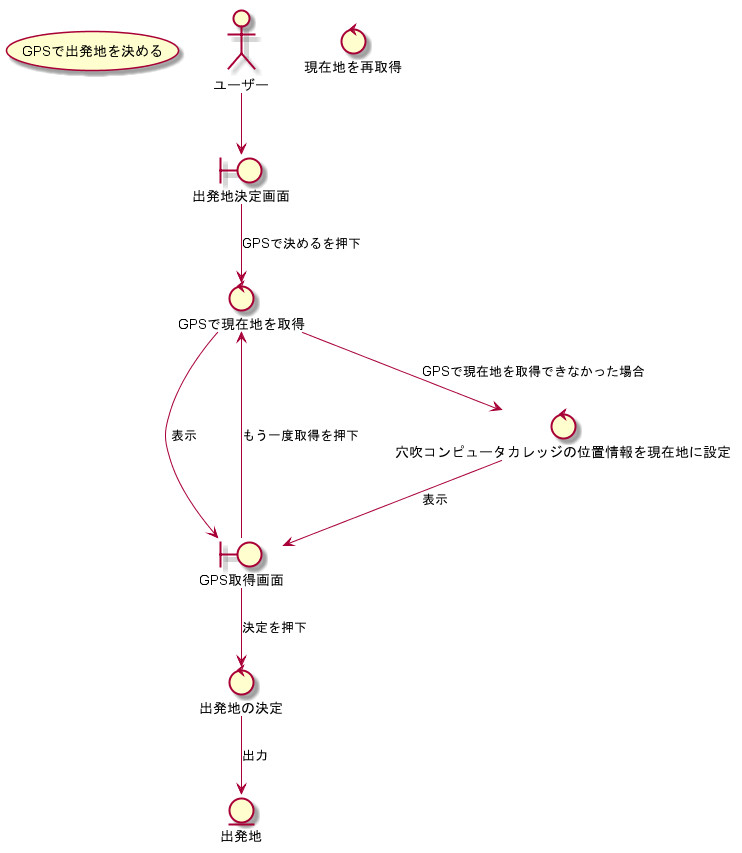 GPSで出発地を決める
ユーザー
現在地を再取得
出発地決定画面
GPSで決めるを押下
GPSで現在地を取得
GPSで現在地を取得できなかった場合
表示
もう一度取得を押下
穴吹コンピュータカレッジの位置情報を現在地に設定
表示
GPS取得画面
決定を押下
出発地の決定
出力
出発地